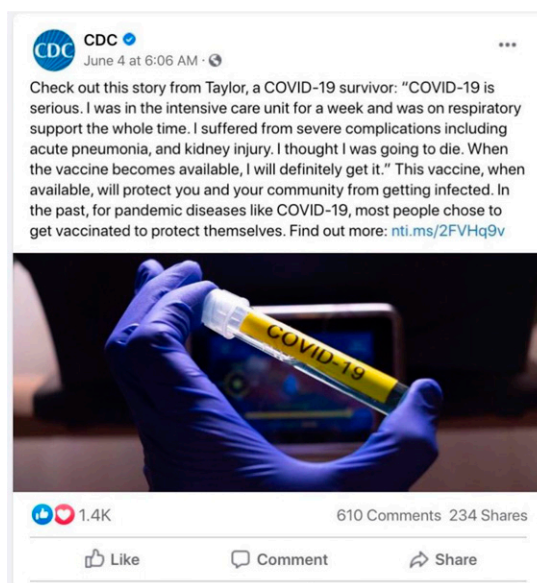 CDC
CDC
June 4 at 6:06 AM ·
Check out this story from Taylor, a COVID-19 survivor: “COVID-19 is
serious. I was in the intensive care unit for a week and was on respiratory
support the whole time. I suffered from severe complications including
acute pneumonia, and kidney injury. I thought I was going to die. When
the vaccine becomes available, I will definitely get it.” This vaccine, when
available, will protect you and your community from getting infected. In
the past, for pandemic diseases like COVID-19, most people chose to
get vaccinated to protect themselves. Find out more: nti.ms/2FVHq9v
COVID-19
1.4K
610 Comments 234 Shares
Like
Comment
Share